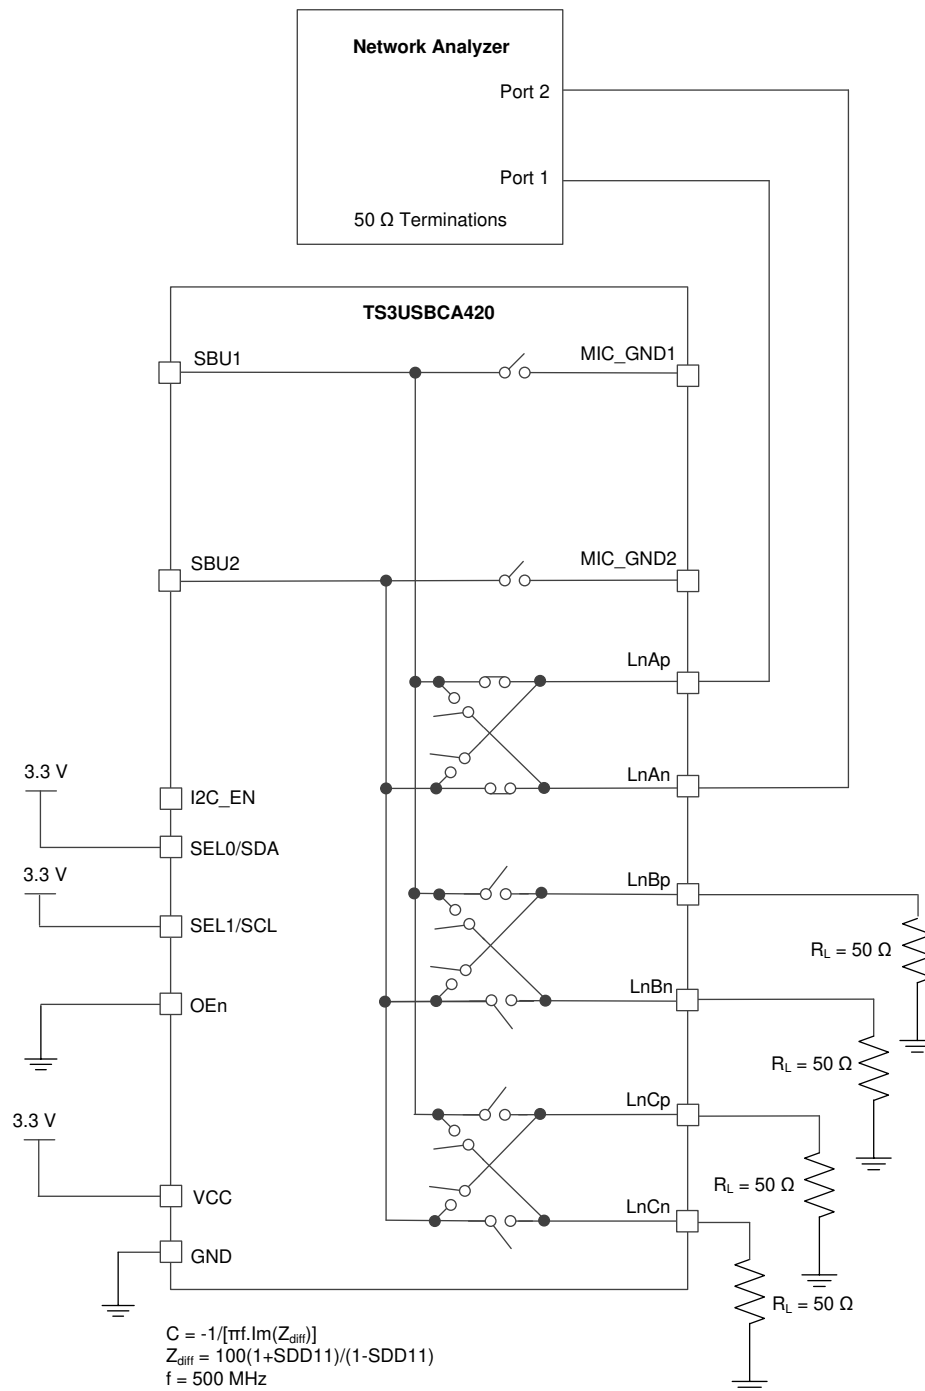 Network Analyzer
Port 2
Port 1
50 Ω Terminations
TS3USBCA420
SBU1
MIC_GND1
SBU2
MIC_GND2
LnAp
3.3 V
LnAn
I2C_EN
SEL0/SDA
3.3 V
LnBp
SEL1/SCL
R_L = 50 Ω
OEn
LnBn
R_L = 50 Ω
3.3 V
LnCp
VCC
R_L = 50 Ω
LnCn
GND
R_L = 50 Ω
C = -1/[πf.Im(Z_diff)]
Z_diff = 100(1+SDD11)/(1-SDD11)
f = 500 MHz